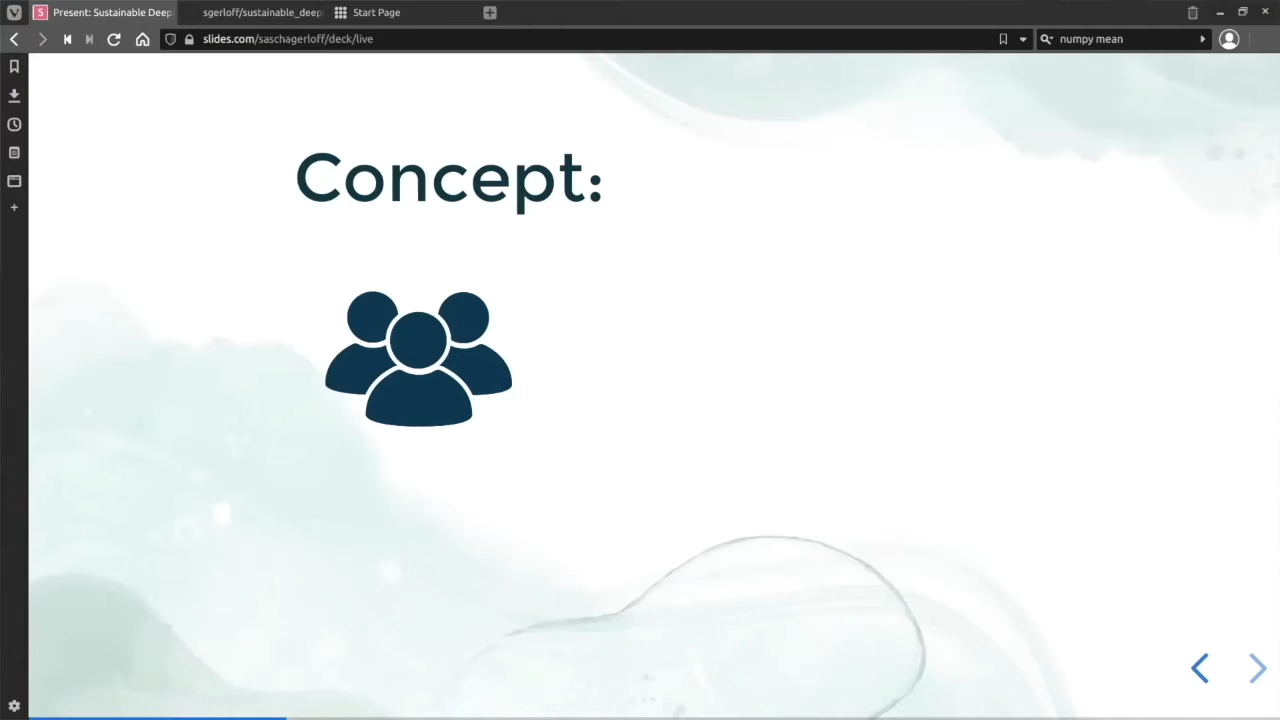 S Present: Sustainable Deep
sgerloff/sustainable_deep
Start Page
slides.com/saschagerloff/deck/live
numpy mean
Concept: